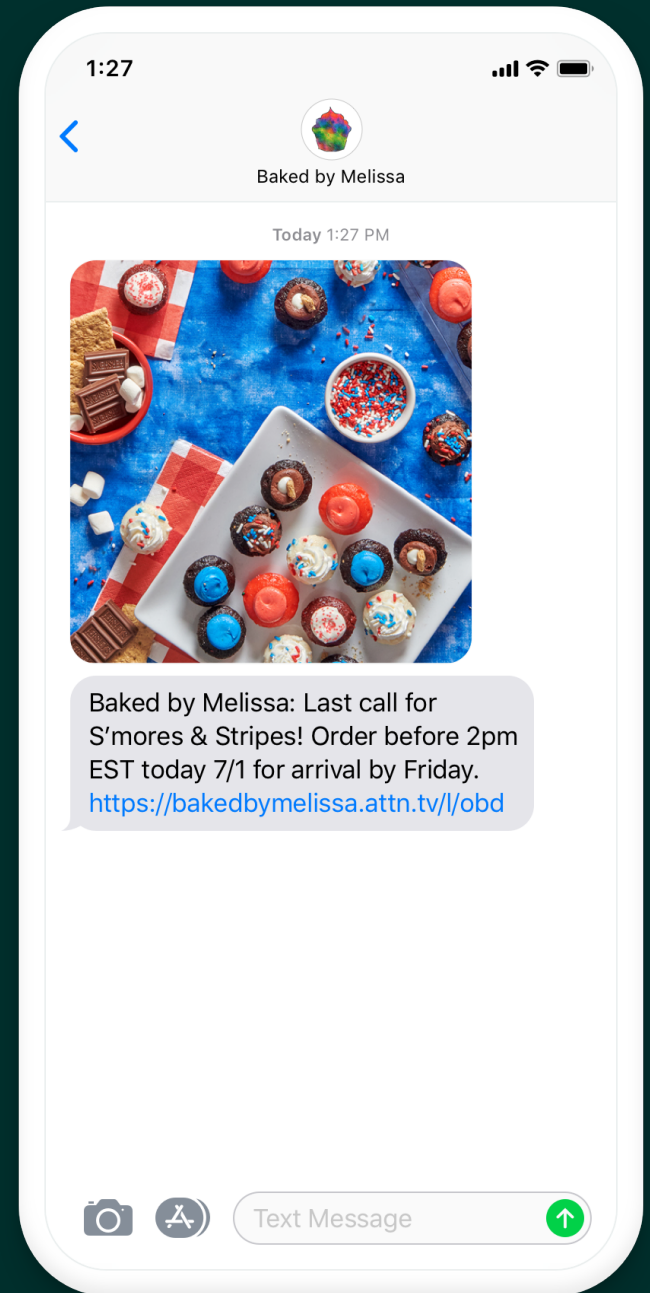 1:27
Baked by Melissa
Today 1:27 PM
Baked by Melissa: Last call for
S’mores & Stripes! Order before 2pm
EST today 7/1 for arrival by Friday.
https://bakedbymelissa.attn.tv/l/obd
Text Message